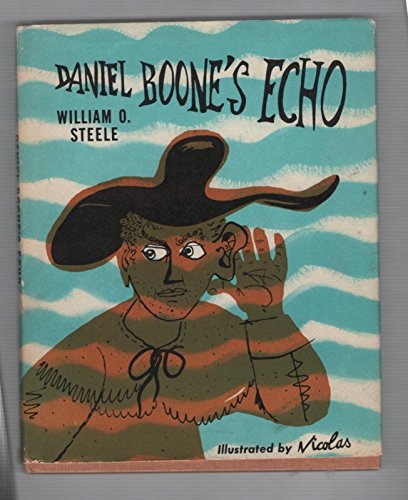 DANIEL BOONE'S ECHO
WILLIAM O.
STEELE
Illustrated by Nicolas